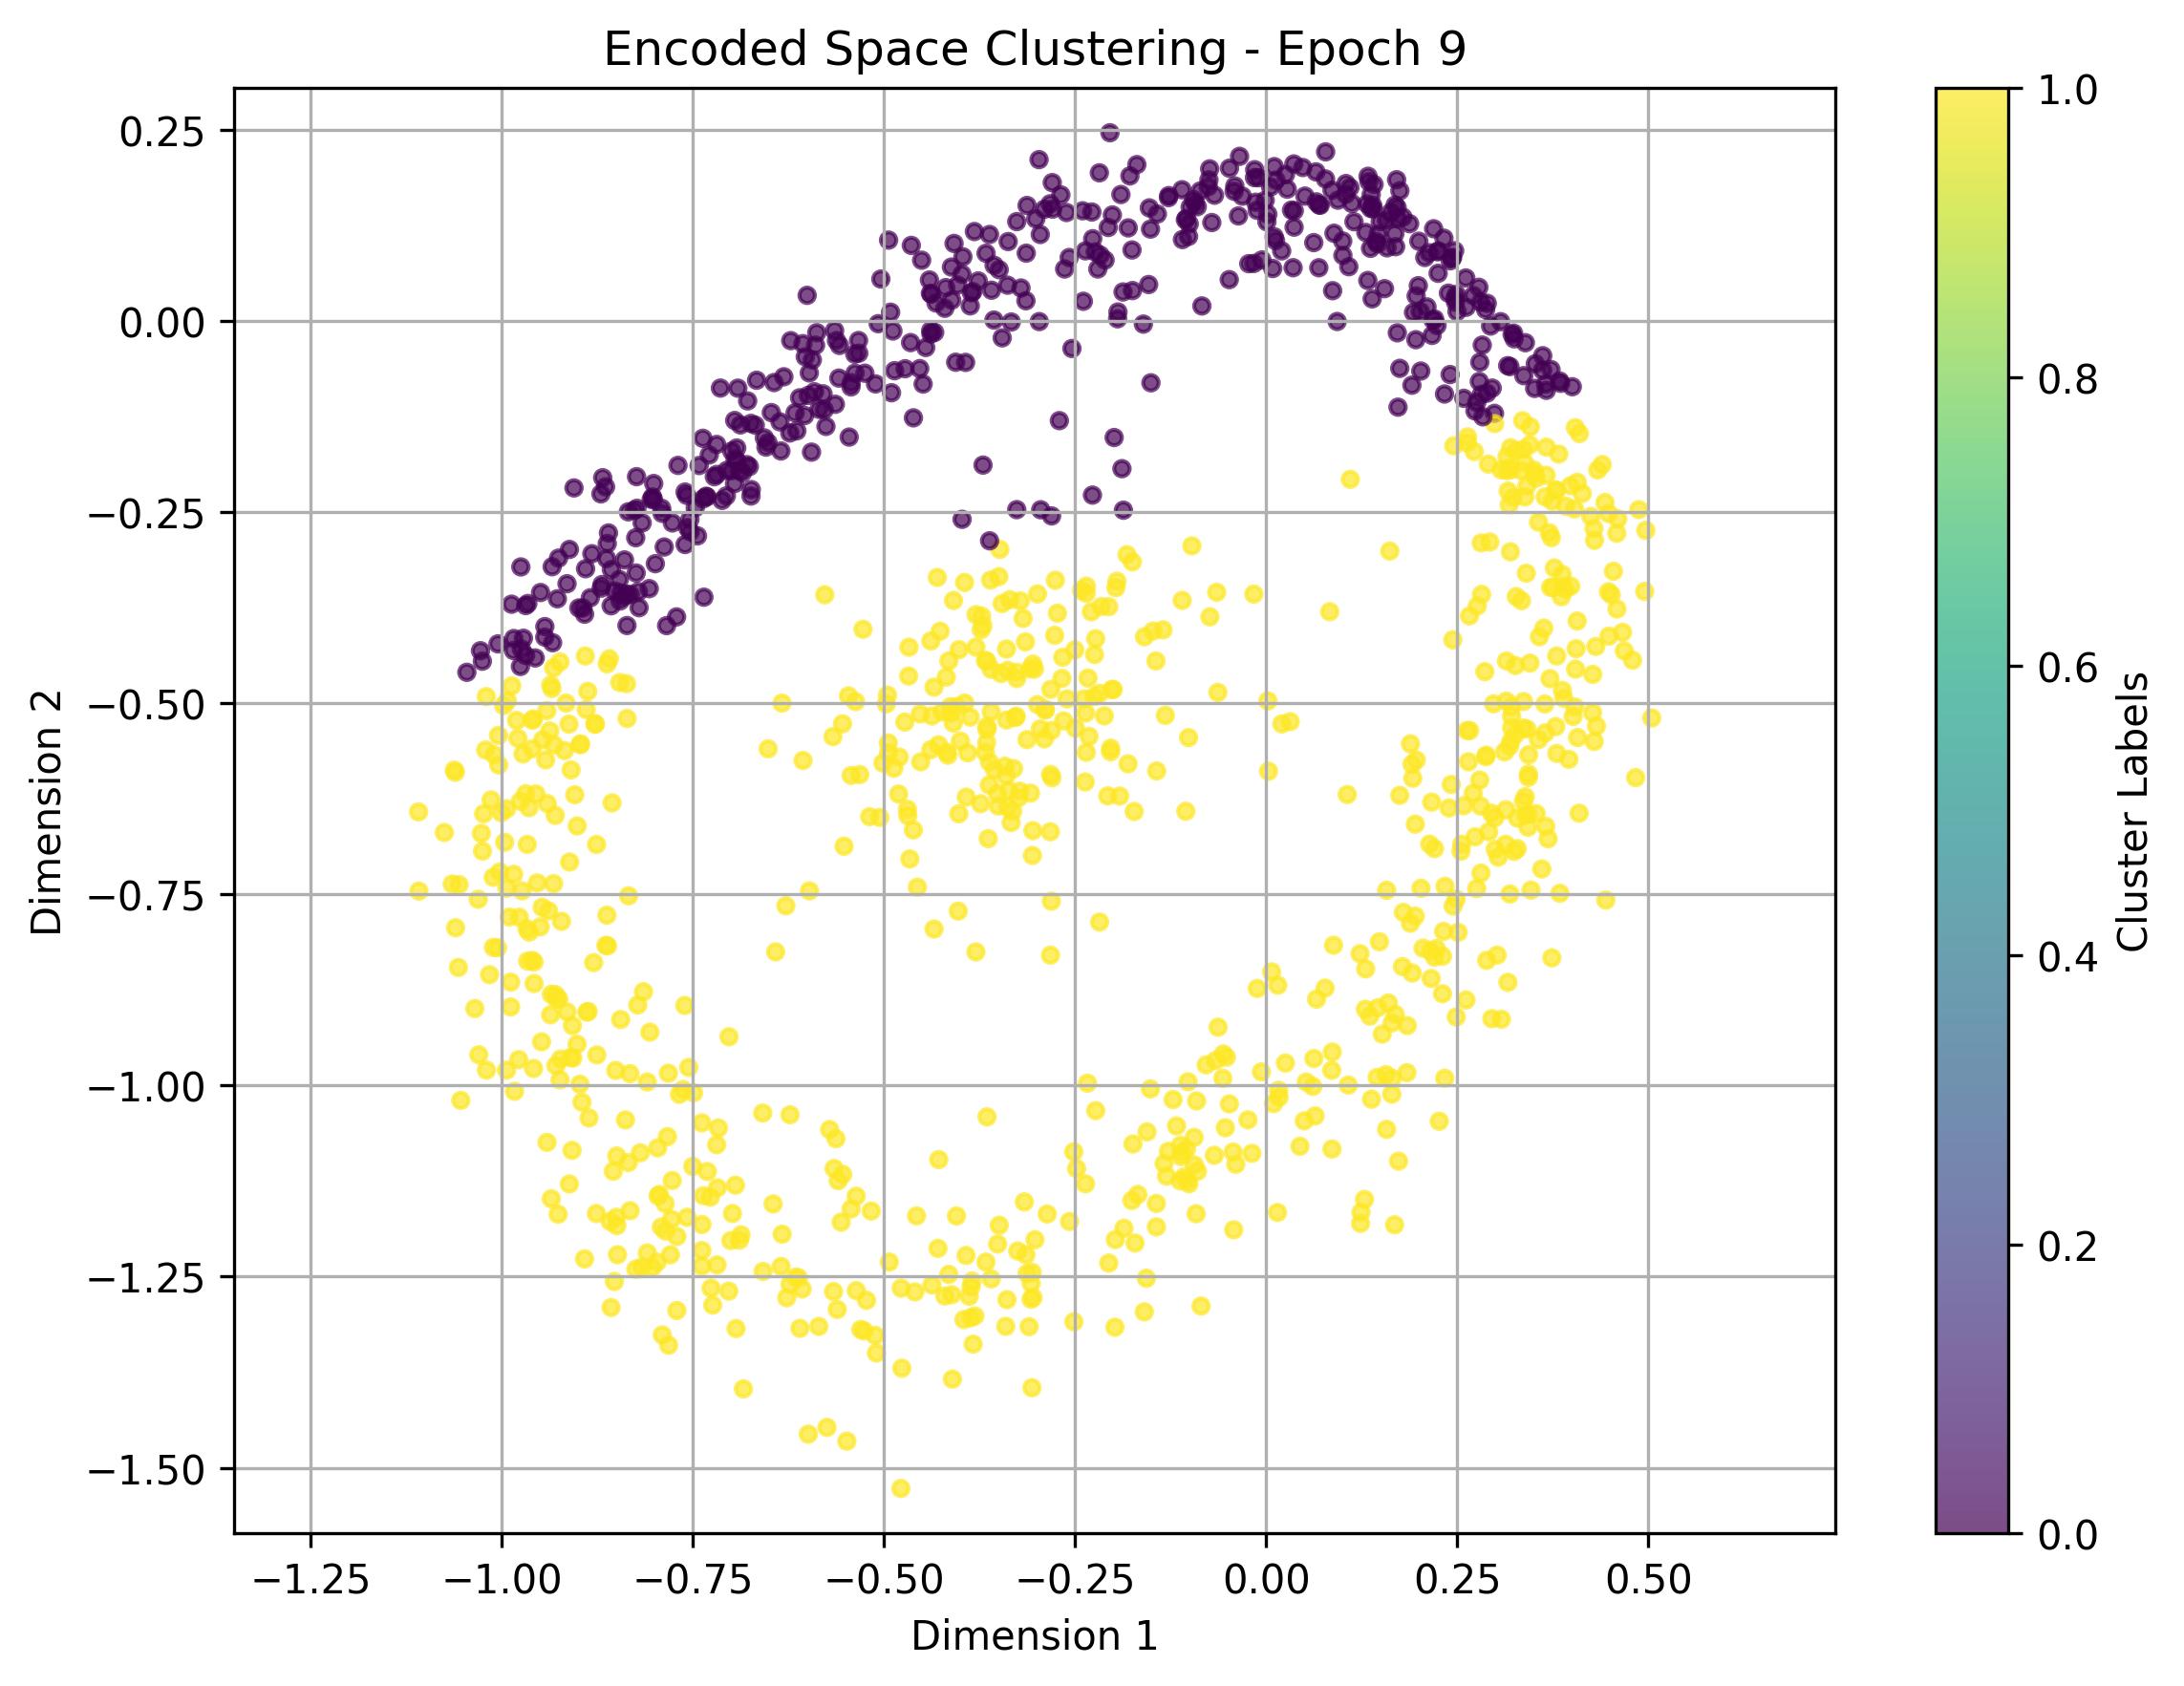 Encoded Space Clustering - Epoch 9
0.25
0.00
−0.25
−0.50
−0.75
−1.00
−1.25
−1.50
Dimension 2
−1.25 −1.00 −0.75 −0.50 −0.25 0.00 0.25 0.50
Dimension 1
1.0
0.8
0.6
0.4
0.2
0.0
Cluster Labels